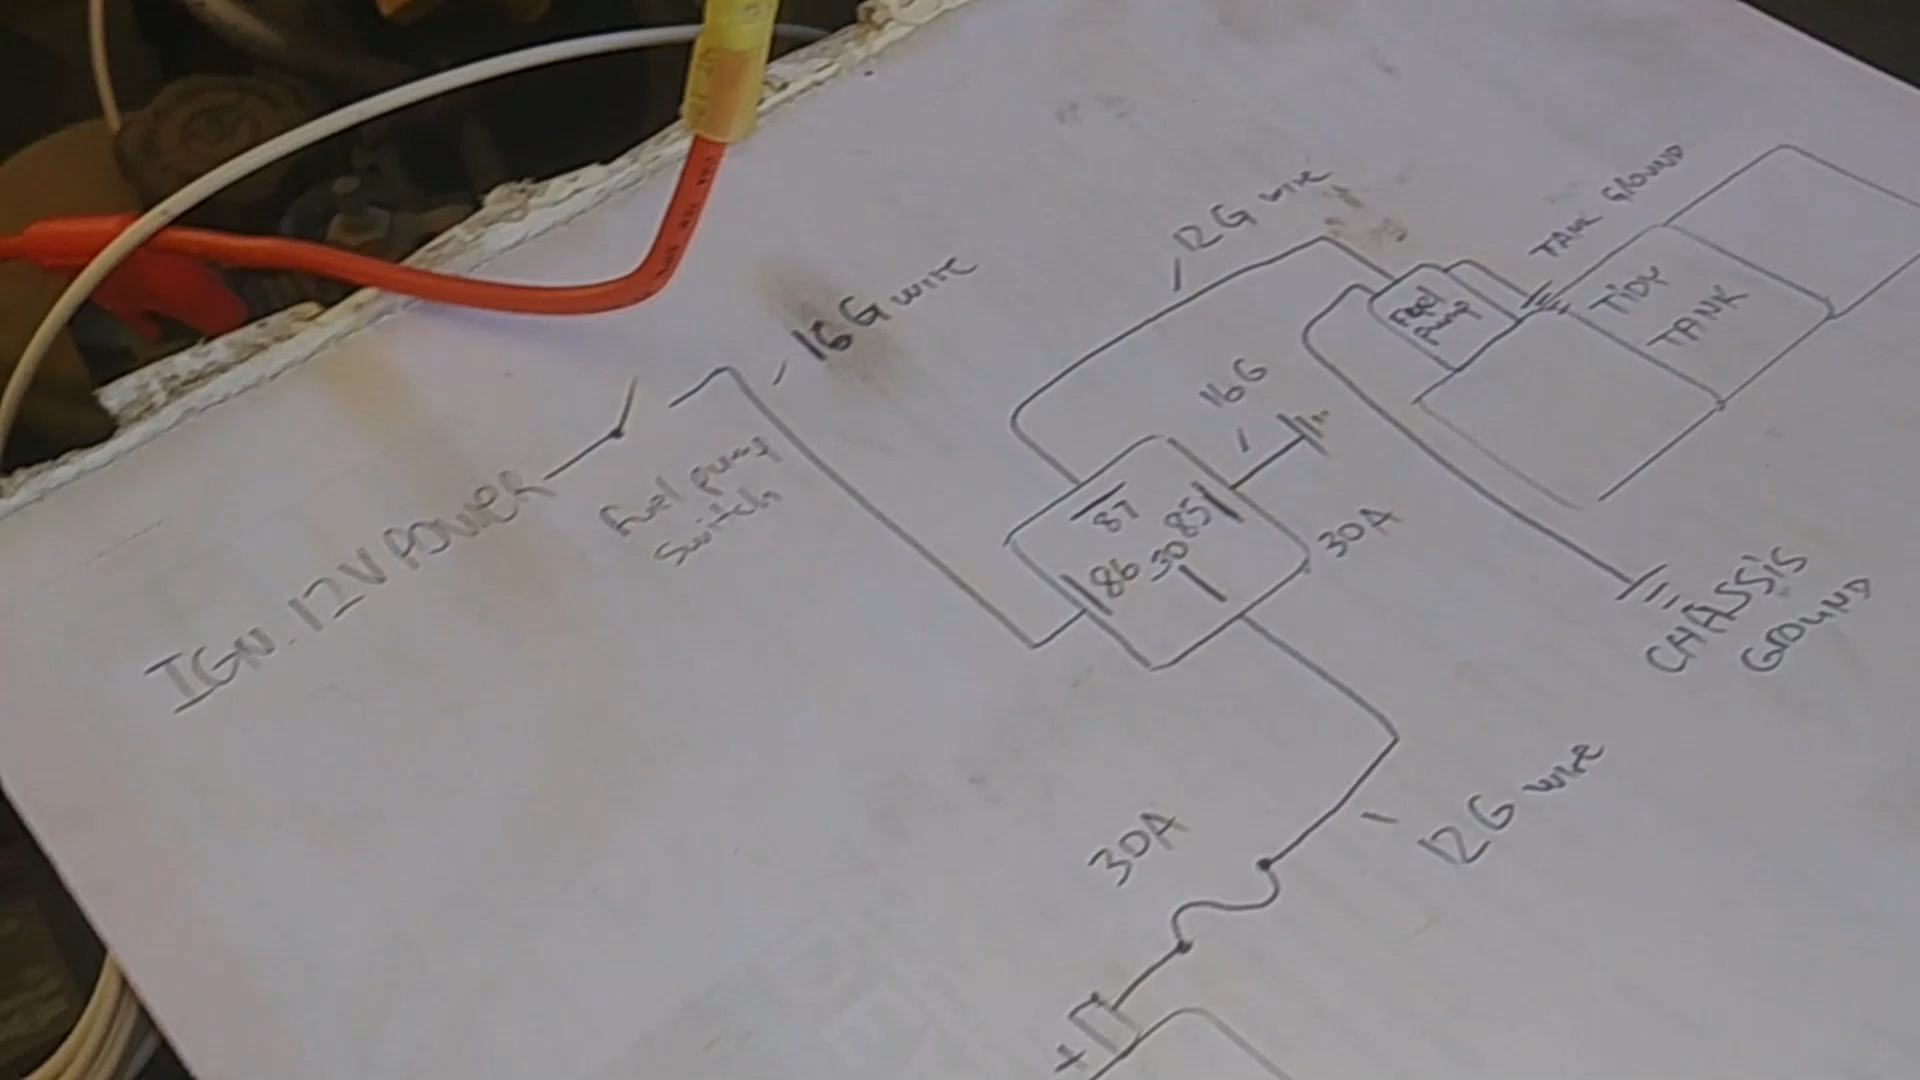 IGN. 12V POWER
Fuel pump
switch
16G wire
12G wire
Fuel
Pump
TANK GROUND
TIDY
TANK
16G
87
86 30 85
30A
CHASSIS
GROUND
12G wire
30A
+